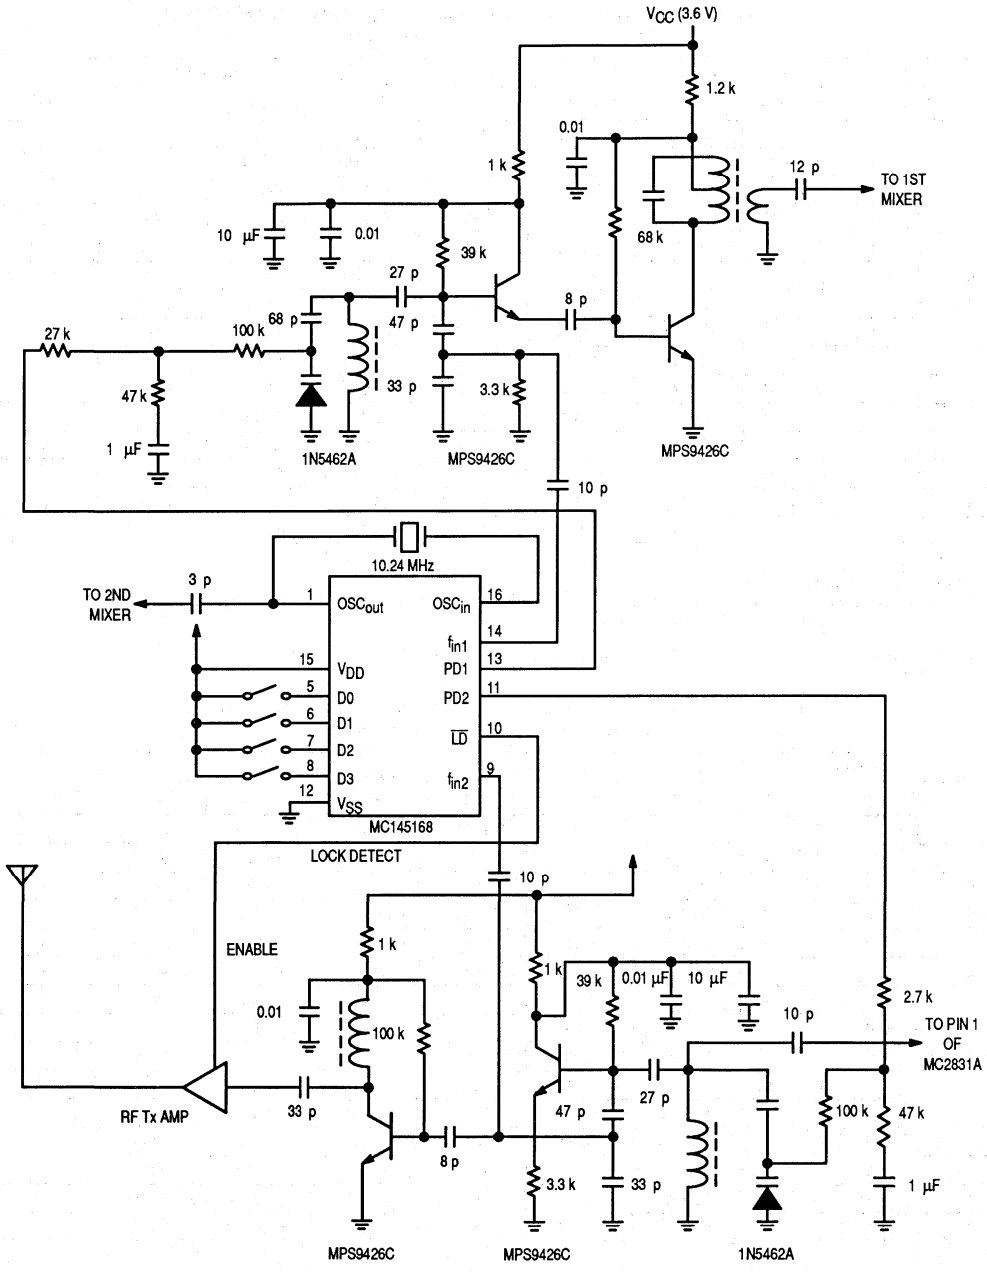 VCC (3.6 V)
1.2 k
0.01
1 k
12 p
TO 1ST
MIXER
10 µF
0.01
39 k
68 k
27 p
8 p
68 p
47 p
27 k
100 k
47 k
33 p
3.3 k
1 µF
1N5462A
MPS9426C
MPS9426C
10 p
10.24 MHz
3 p
TO 2ND
MIXER
1
OSCout
OSCin
16
fin1
14
15
VDD
PD1
13
5
D0
PD2
11
6
D1
LD
10
7
D2
8
D3
fin2
9
12
VSS
MC145168
LOCK DETECT
10 p
ENABLE
1 k
1 k
39 k
0.01 µF
10 µF
2.7 k
0.01
100 k
10 p
TO PIN 1
OF
MC2831A
33 p
RF Tx AMP
47 p
27 p
100 k
47 k
8 p
3.3 k
33 p
1 µF
MPS9426C
MPS9426C
1N5462A